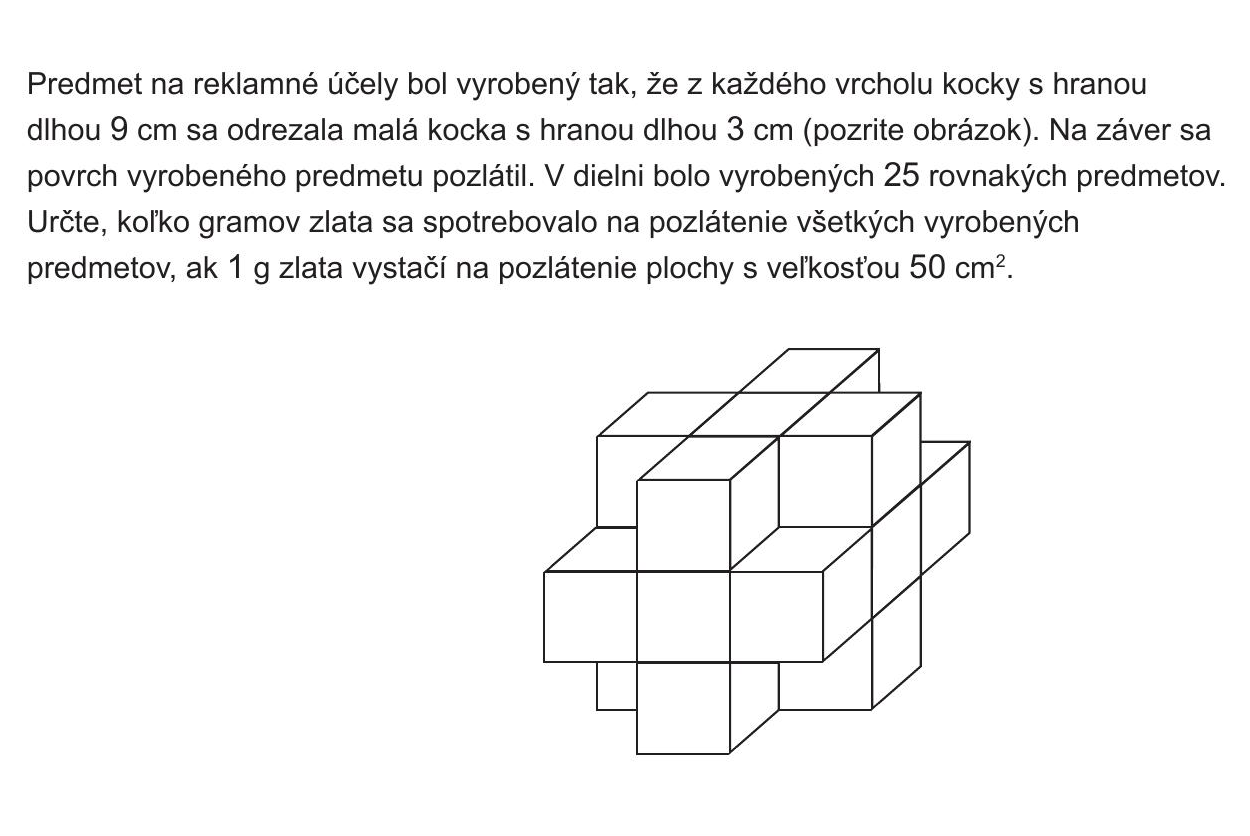 Predmet na reklamné účely bol vyrobený tak, že z každého vrcholu kocky s hranou
dlhou 9 cm sa odrezala malá kocka s hranou dlhou 3 cm (pozrite obrázok). Na záver sa
povrch vyrobeného predmetu pozlátil. V dielni bolo vyrobených 25 rovnakých predmetov.
Určte, koľko gramov zlata sa spotrebovalo na pozlátenie všetkých vyrobených
predmetov, ak 1 g zlata vystačí na pozlátenie plochy s veľkosťou 50 cm².